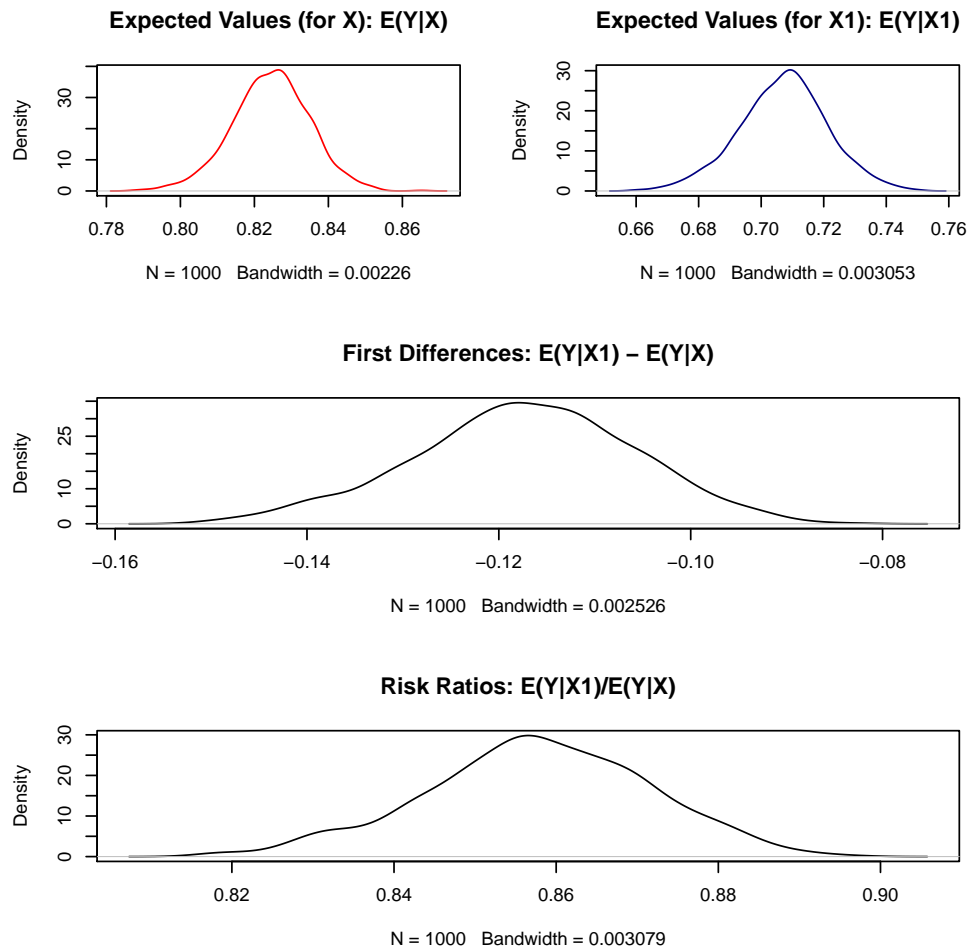 Expected Values (for X): E(Y|X)
Density
0 10 30
0.78 0.80 0.82 0.84 0.86
N = 1000 Bandwidth = 0.00226
Expected Values (for X1): E(Y|X1)
Density
0 10 20 30
0.66 0.68 0.70 0.72 0.74 0.76
N = 1000 Bandwidth = 0.003053
First Differences: E(Y|X1) − E(Y|X)
Density
0 10 25
−0.16 −0.14 −0.12 −0.10 −0.08
N = 1000 Bandwidth = 0.002526
Risk Ratios: E(Y|X1)/E(Y|X)
Density
0 10 20 30
0.82 0.84 0.86 0.88 0.90
N = 1000 Bandwidth = 0.003079